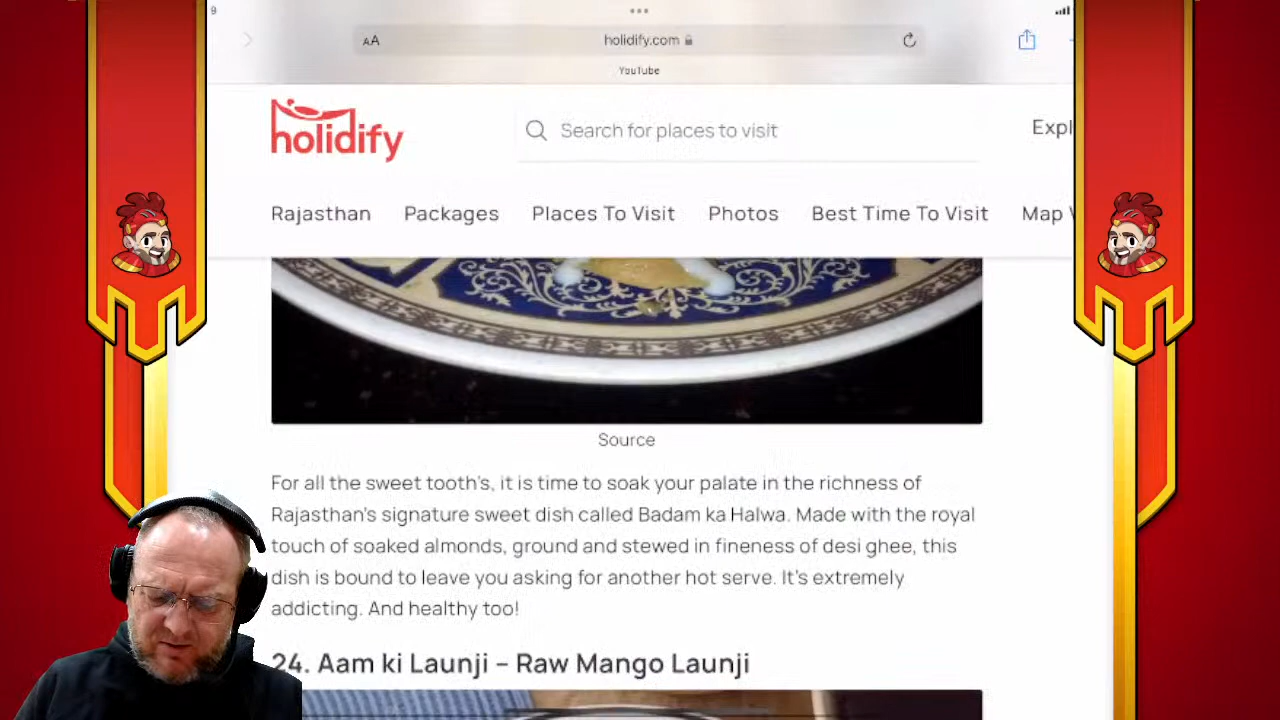 9
AA
holidify.com
YouTube
holidify
Search for places to visit
Expl
Rajasthan Packages Places To Visit Photos Best Time To Visit Map
Source
For all the sweet tooth's, it is time to soak your palate in the richness of
Rajasthan's signature sweet dish called Badam ka Halwa. Made with the royal
touch of soaked almonds, ground and stewed in fineness of desi ghee, this
dish is bound to leave you asking for another hot serve. It's extremely
addicting. And healthy too!
24. Aam ki Launji – Raw Mango Launji